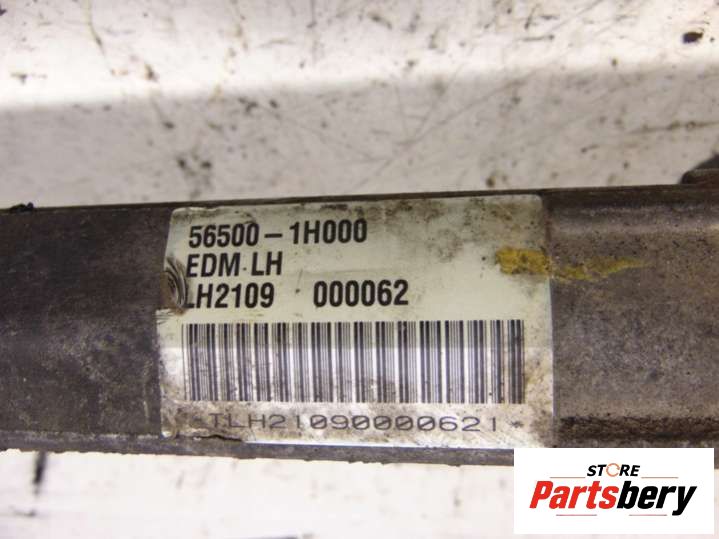 56500-1H000
EDM LH
LH2109 000062
TLH21090000621*
STORE
Partsbery